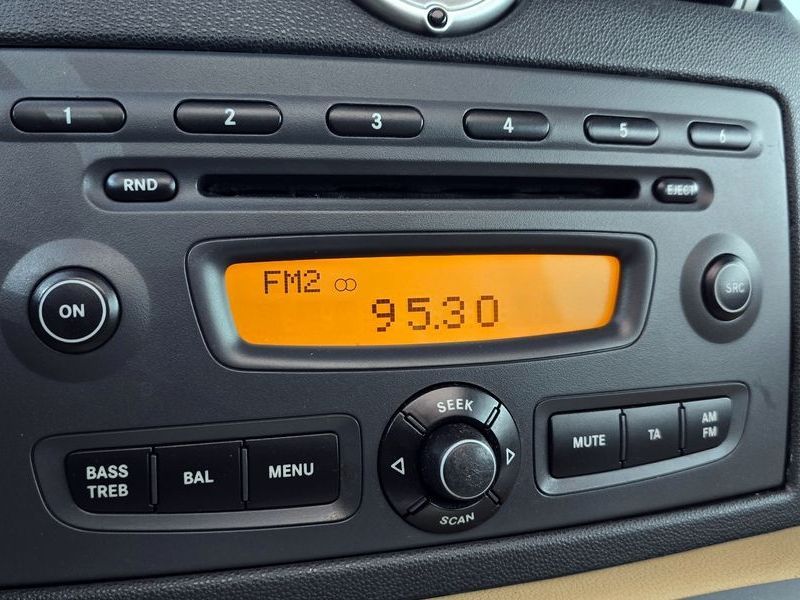 1 2 3 4 5 6
RND EJECT
FM2
95.30
ON
SRC
SEEK
BASS
TREB
BAL
MENU
SCAN
MUTE
TA
AM
FM